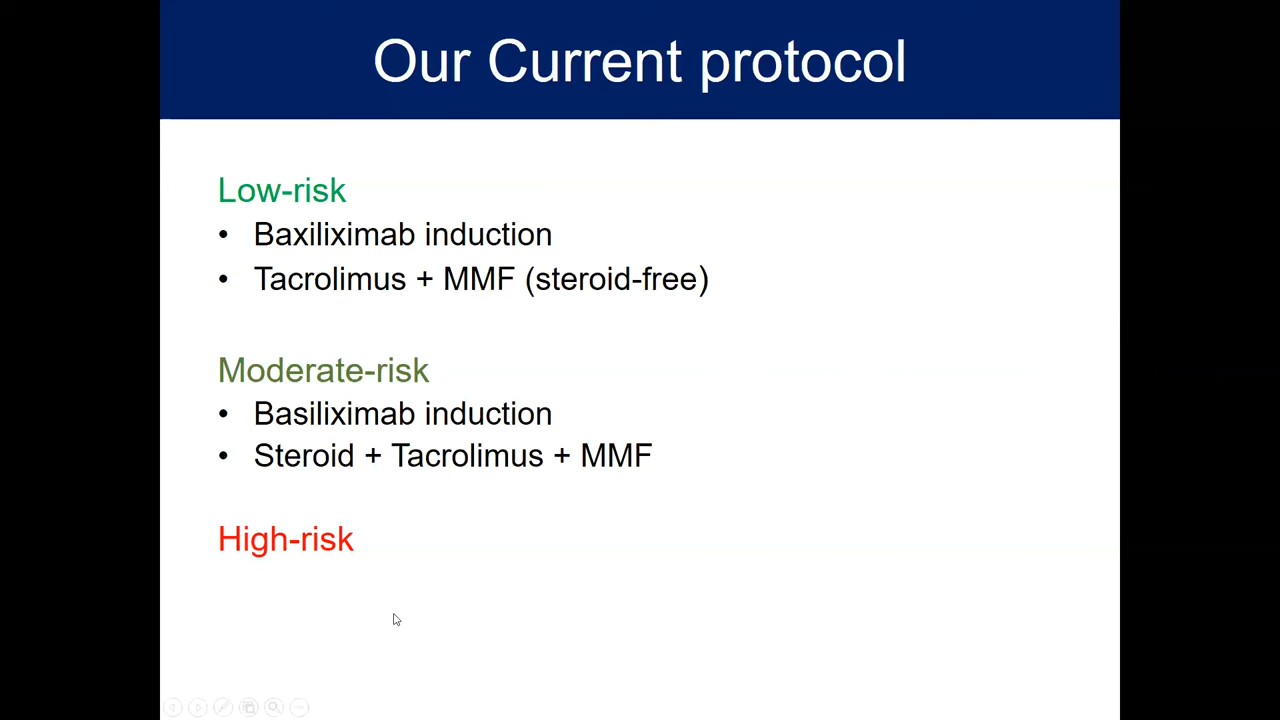 Our Current protocol
Low-risk
• Baxiliximab induction
• Tacrolimus + MMF (steroid-free)
Moderate-risk
• Basiliximab induction
• Steroid + Tacrolimus + MMF
High-risk